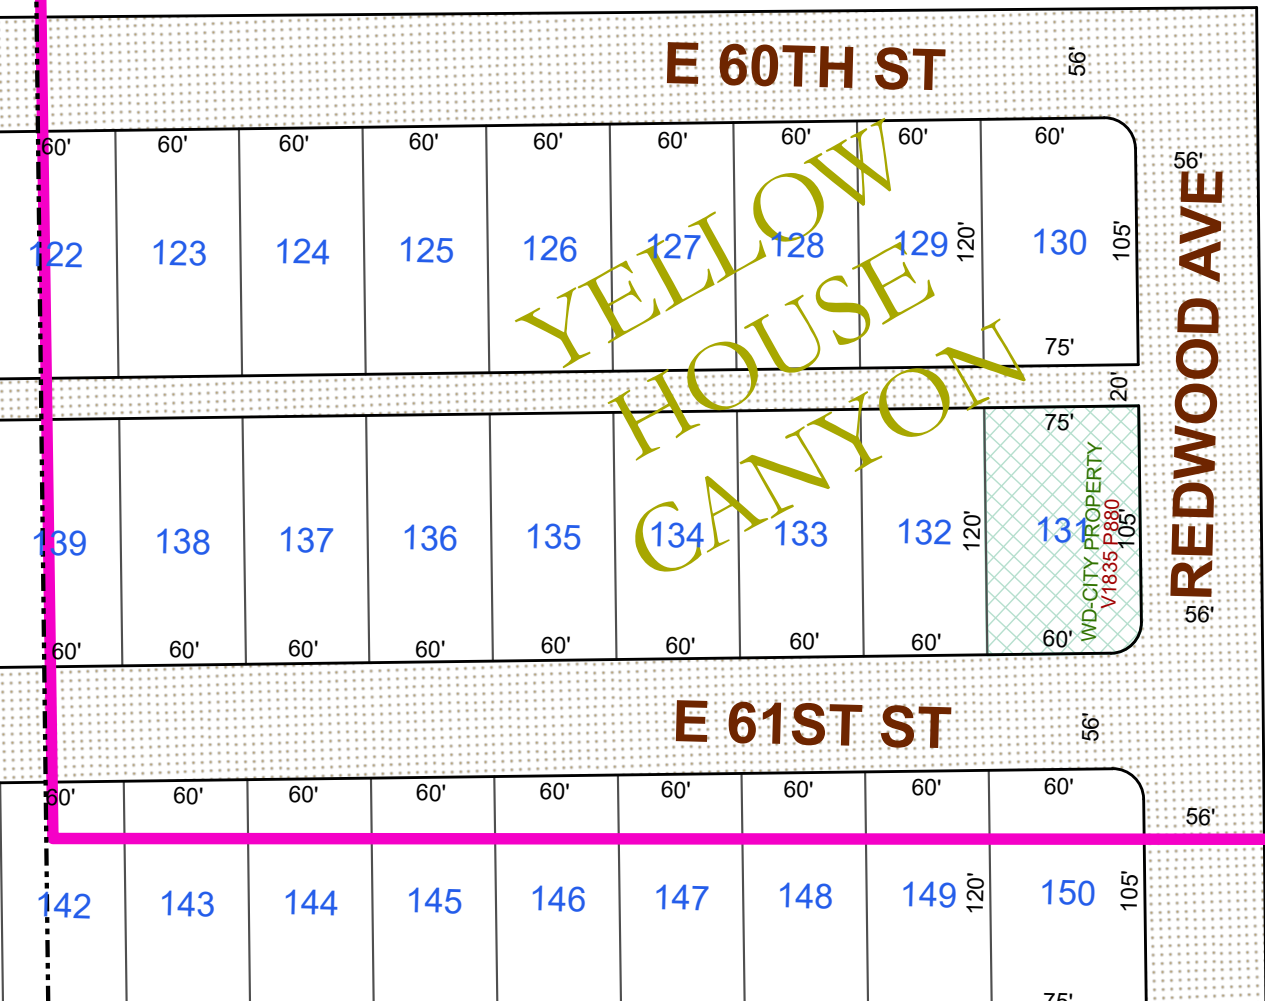 E 60TH ST
56'
60' 60' 60' 60' 60' 60' 60' 60' 60'
56'
122 123 124 125 126 127 128 129 120' 130 105'
YELLOW
HOUSE
CANYON
REDWOOD AVE
75'
20'
75'
139 138 137 136 135 134 133 132 120' 131 105'
WD-CITY PROPERTY
V1835 P880
60' 60' 60' 60' 60' 60' 60' 60' 60'
56'
E 61ST ST
56'
60' 60' 60' 60' 60' 60' 60' 60' 60'
56'
142 143 144 145 146 147 148 149 120' 150 105'
75'